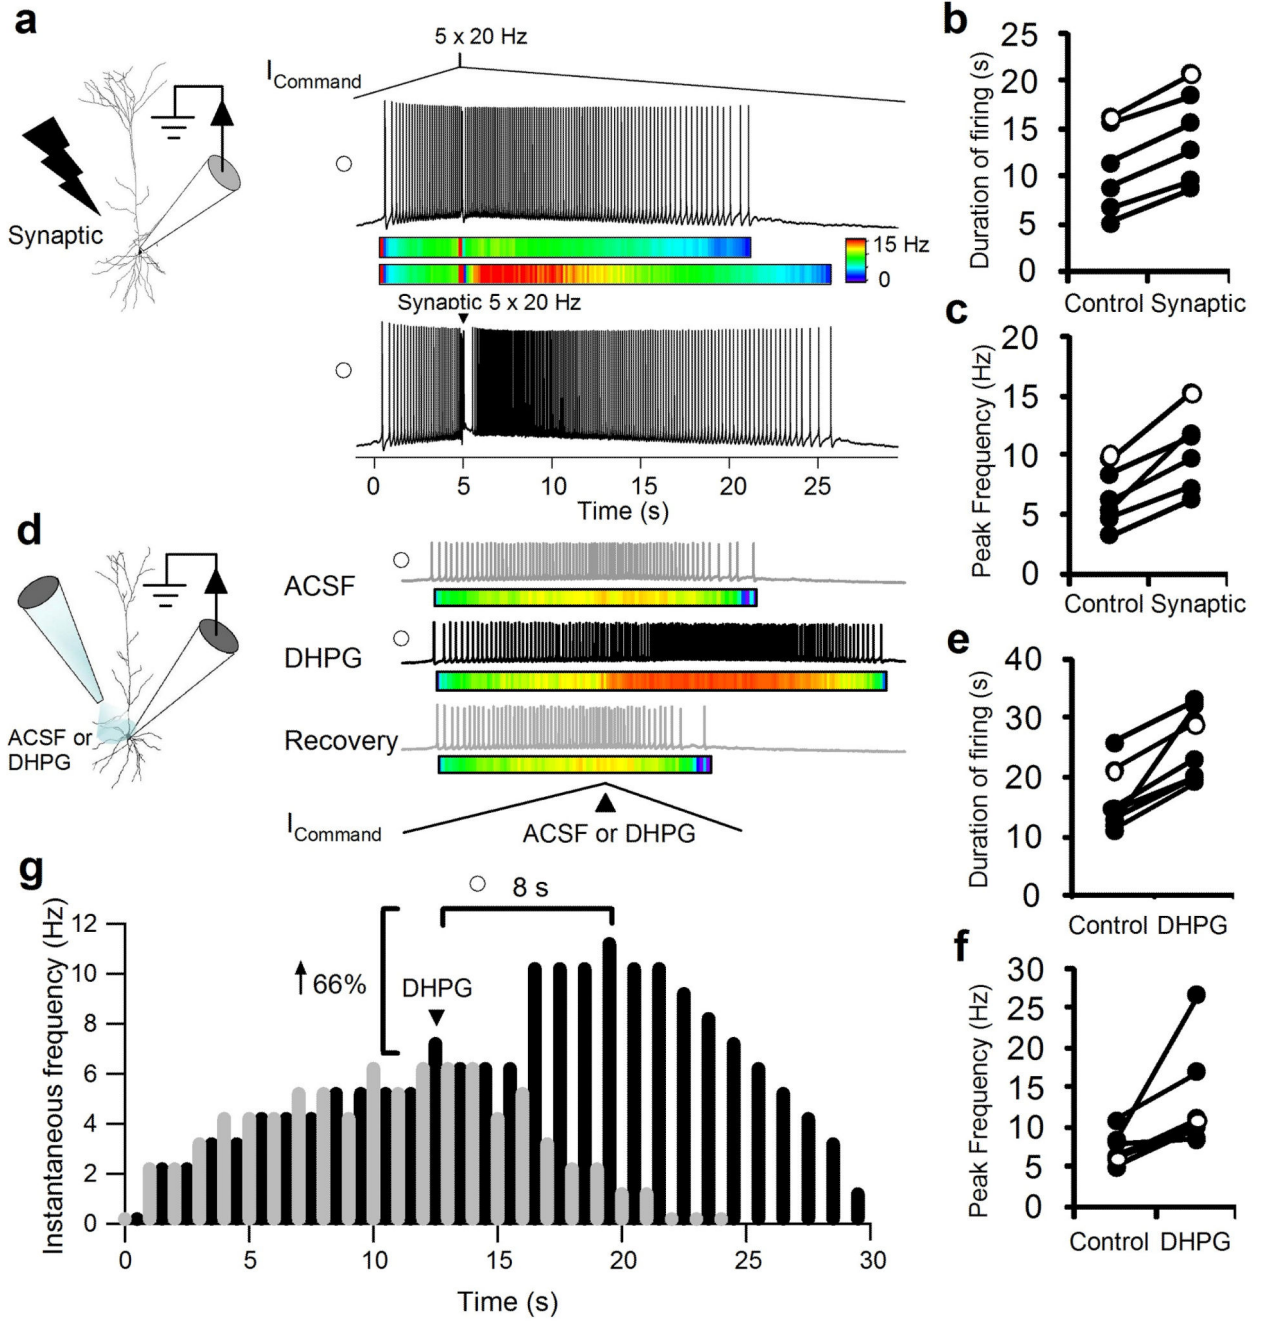 a
5 x 20 Hz
I Command
Synaptic
15 Hz
0
Synaptic 5 x 20 Hz
0 5 10 15 20 25
Time (s)
b
25
20
15
10
5
0
Duration of firing (s)
Control Synaptic
c
20
15
10
5
0
Peak Frequency (Hz)
Control Synaptic
d
ACSF or
DHPG
ACSF
DHPG
Recovery
I Command
ACSF or DHPG
e
40
30
20
10
0
Duration of firing (s)
Control DHPG
f
30
25
20
15
10
5
0
Peak Frequency (Hz)
Control DHPG
g
8 s
66%
DHPG
12
10
8
6
4
2
0
Instantaneous frequency (Hz)
0 5 10 15 20 25 30
Time (s)